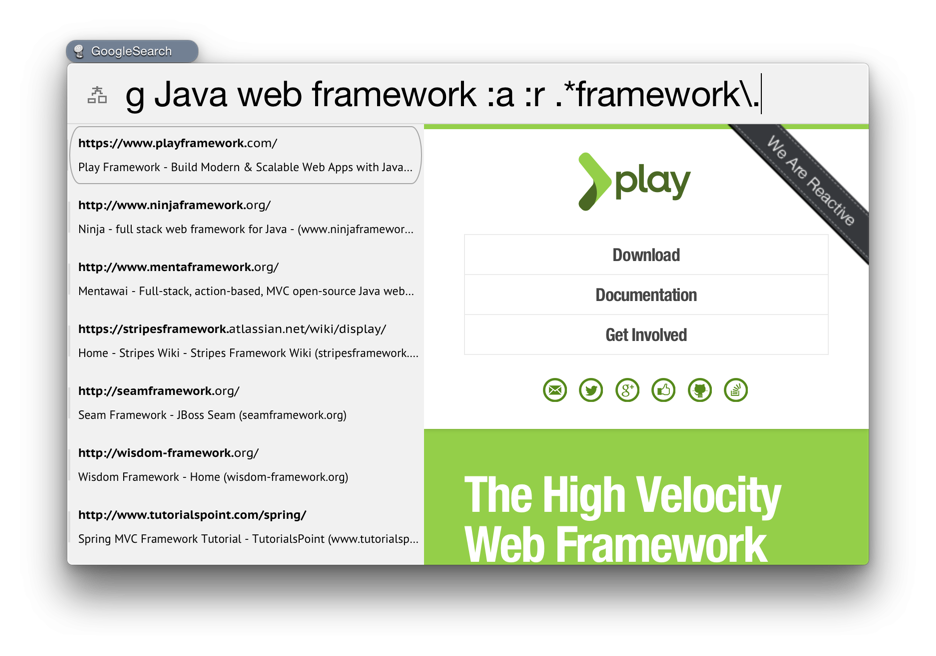 GoogleSearch
g Java web framework :a :r .*framework\.
https://www.playframework.com/
Play Framework - Build Modern & Scalable Web Apps with Java...
http://www.ninjaframework.org/
Ninja - full stack web framework for Java - (www.ninjaframewor...
http://www.mentaframework.org/
Mentawai - Full-stack, action-based, MVC open-source Java web...
https://stripesframework.atlassian.net/wiki/display/
Home - Stripes Wiki - Stripes Framework Wiki (stripesframework....
http://seamframework.org/
Seam Framework - JBoss Seam (seamframework.org)
http://wisdom-framework.org/
Wisdom Framework - Home (wisdom-framework.org)
http://www.tutorialspoint.com/spring/
Spring MVC Framework Tutorial - TutorialsPoint (www.tutorialsp...
We Are Reactive
play
Download
Documentation
Get Involved
g+
The High Velocity
Web Framework